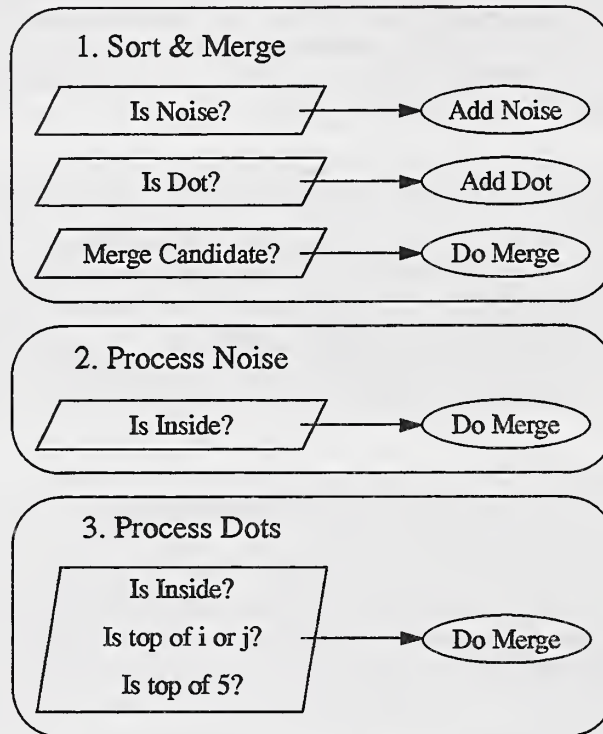 1. Sort & Merge
Is Noise?
Add Noise
Is Dot?
Add Dot
Merge Candidate?
Do Merge
2. Process Noise
Is Inside?
Do Merge
3. Process Dots
Is Inside?
Is top of i or j?
Do Merge
Is top of 5?